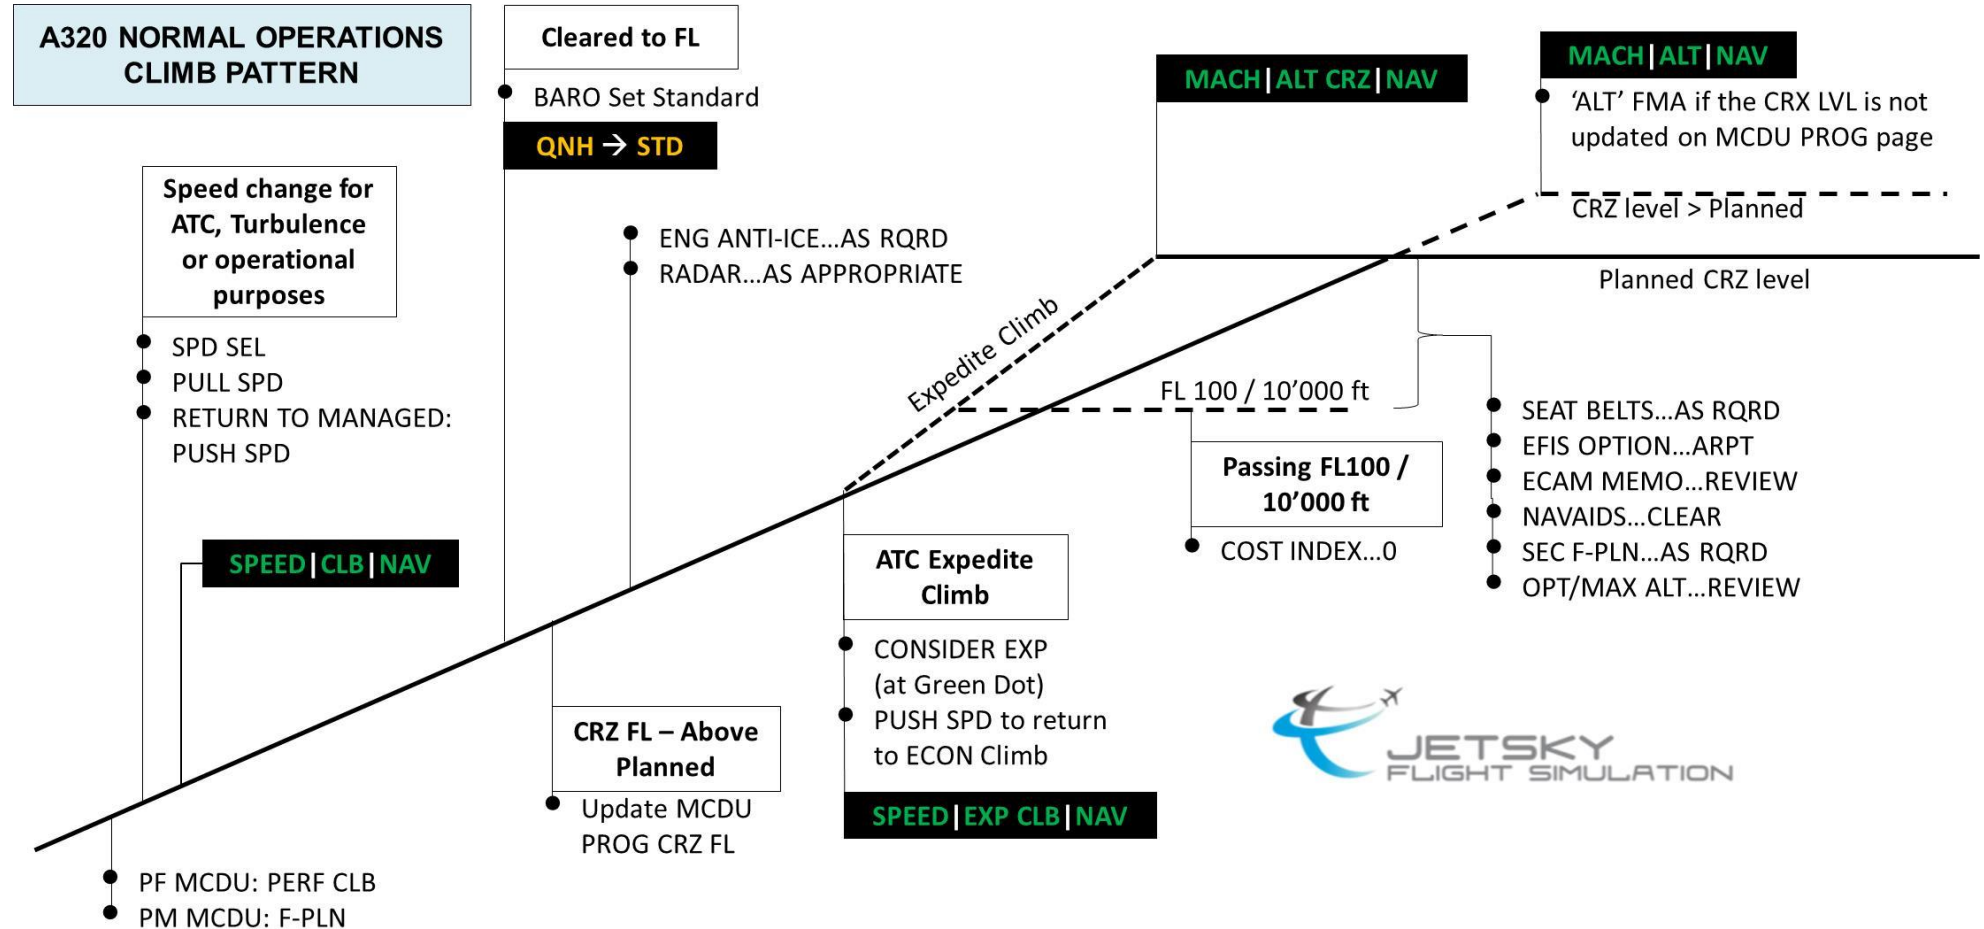 A320 NORMAL OPERATIONS
CLIMB PATTERN
Cleared to FL
BARO Set Standard
QNH → STD
MACH|ALT CRZ|NAV
MACH|ALT|NAV
‘ALT’ FMA if the CRX LVL is not
updated on MCDU PROG page
CRZ level > Planned
Planned CRZ level
Speed change for
ATC, Turbulence
or operational
purposes
SPD SEL
PULL SPD
RETURN TO MANAGED:
PUSH SPD
ENG ANTI-ICE...AS RQRD
RADAR...AS APPROPRIATE
Expedite Climb
FL 100 / 10’000 ft
Passing FL100 /
10’000 ft
COST INDEX...0
SEAT BELTS...AS RQRD
EFIS OPTION...ARPT
ECAM MEMO...REVIEW
NAVAIDS...CLEAR
SEC F-PLN...AS RQRD
OPT/MAX ALT...REVIEW
SPEED|CLB|NAV
ATC Expedite
Climb
CONSIDER EXP
(at Green Dot)
PUSH SPD to return
to ECON Climb
SPEED|EXP CLB|NAV
CRZ FL – Above
Planned
Update MCDU
PROG CRZ FL
PF MCDU: PERF CLB
PM MCDU: F-PLN
JETSKY
FLIGHT SIMULATION